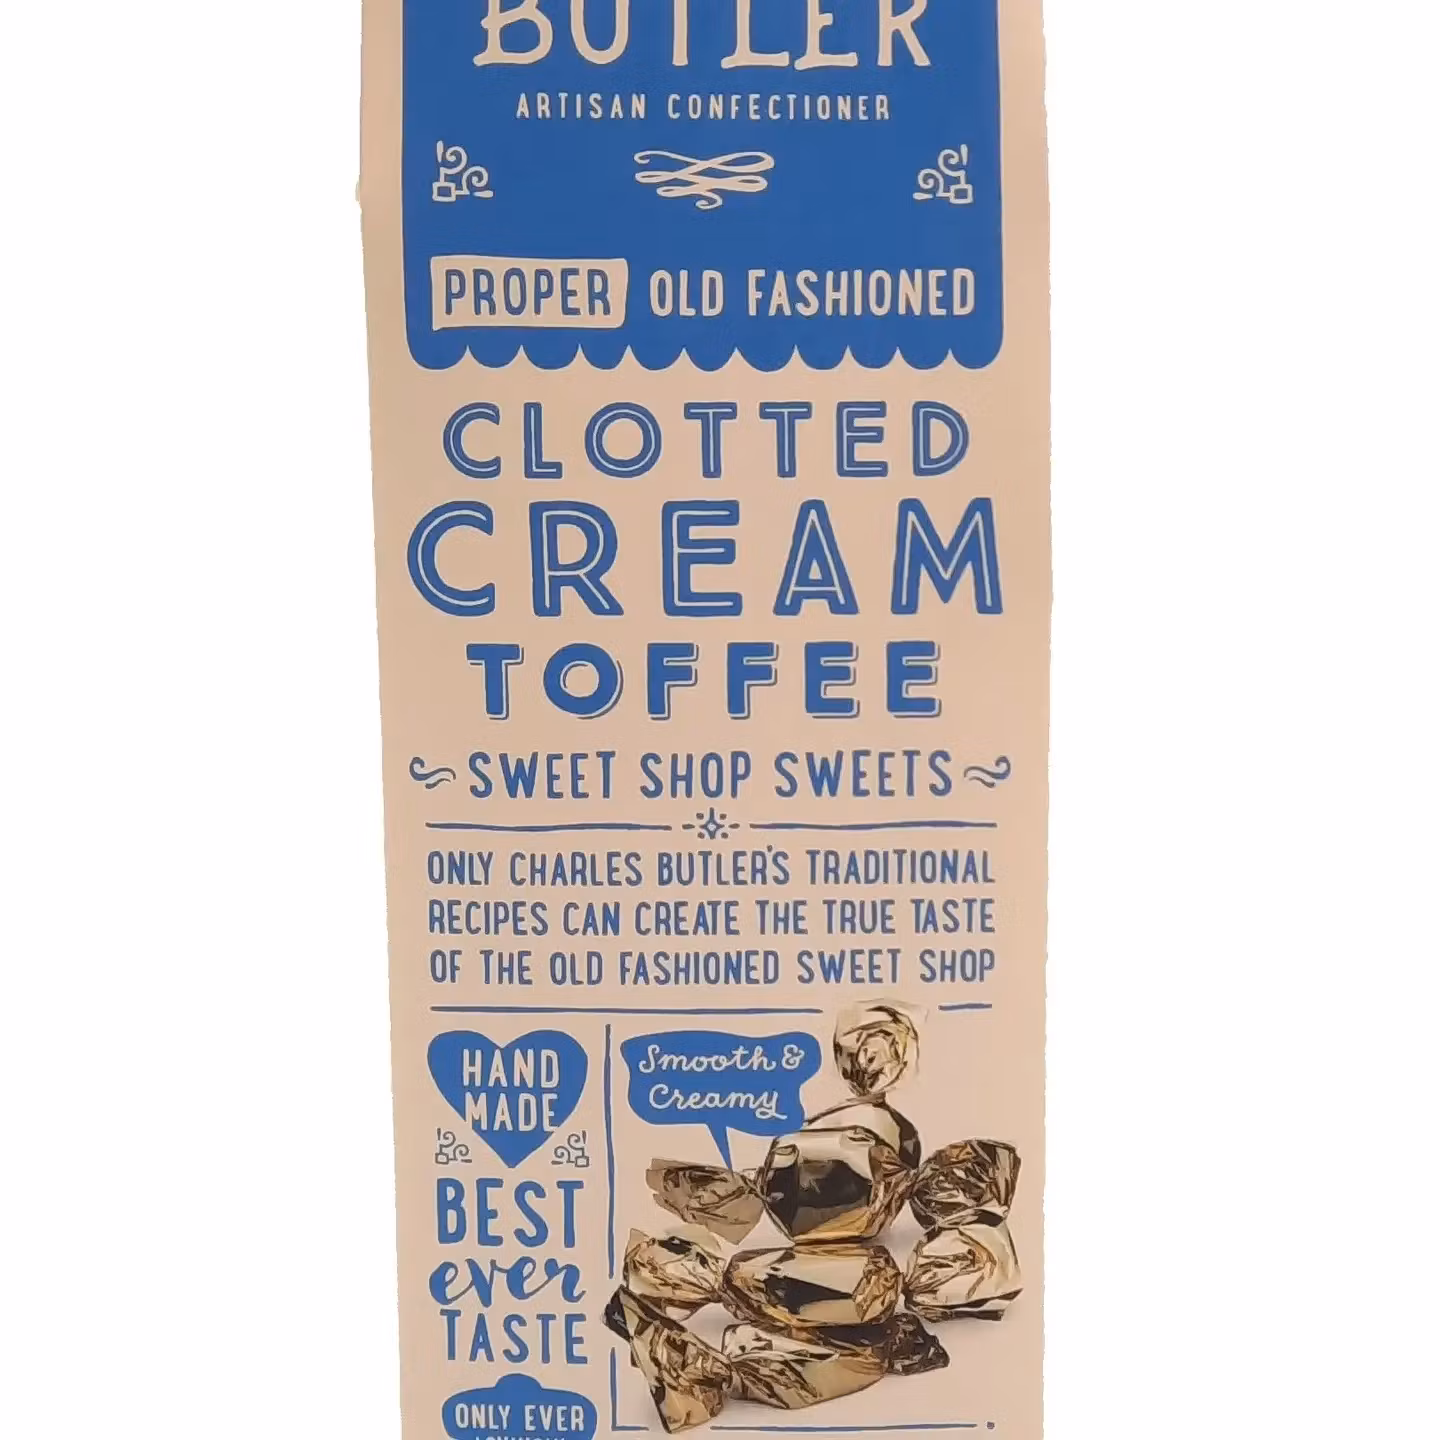 BUTLER
ARTISAN CONFECTIONER
PROPER OLD FASHIONED
CLOTTED
CREAM
TOFFEE
SWEET SHOP SWEETS
ONLY CHARLES BUTLER'S TRADITIONAL
RECIPES CAN CREATE THE TRUE TASTE
OF THE OLD FASHIONED SWEET SHOP
HAND
MADE
BEST
ever
TASTE
Smooth &
Creamy
ONLY EVER